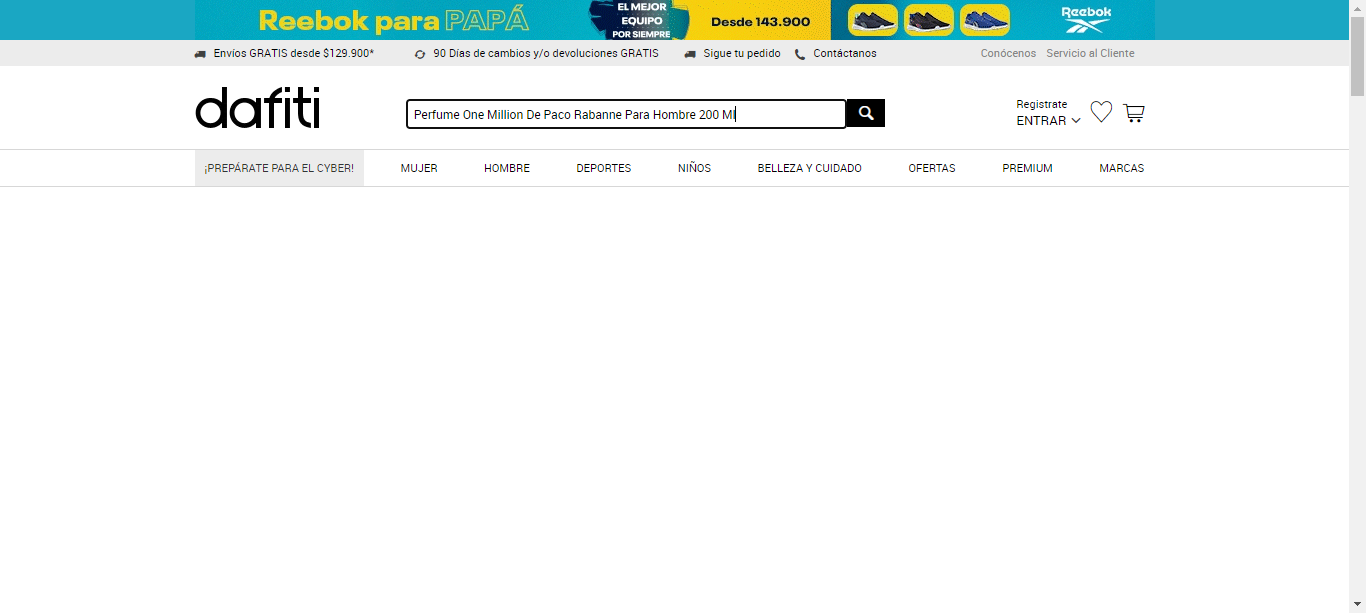 Reebok para PAPÁ
EL MEJOR
EQUIPO
POR SIEMPRE
Desde 143.900
Reebok
Envíos GRATIS desde $129.900*
90 Días de cambios y/o devoluciones GRATIS
Sigue tu pedido
Contáctanos
Conócenos
Servicio al Cliente
dafiti
Perfume One Million De Paco Rabanne Para Hombre 200 Ml
Registrate
ENTRAR
¡PREPÁRATE PARA EL CYBER!
MUJER
HOMBRE
DEPORTES
NIÑOS
BELLEZA Y CUIDADO
OFERTAS
PREMIUM
MARCAS